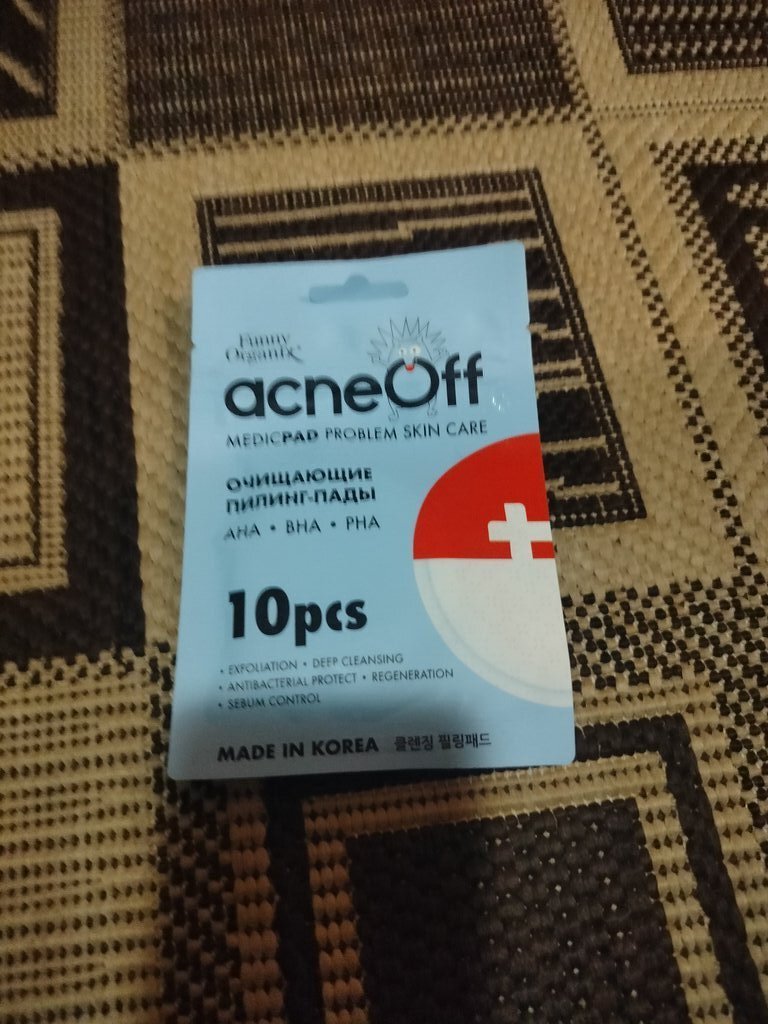 Funny
Organix
acneOff
MEDICPAD PROBLEM SKIN CARE
ОЧИЩАЮЩИЕ
ПИЛИНГ-ПАДЫ
AHA • BHA • PHA
10pcs
• EXFOLIATION • DEEP CLEANSING
• ANTIBACTERIAL PROTECT • REGENERATION
• SEBUM CONTROL
MADE IN KOREA 클렌징 필링패드